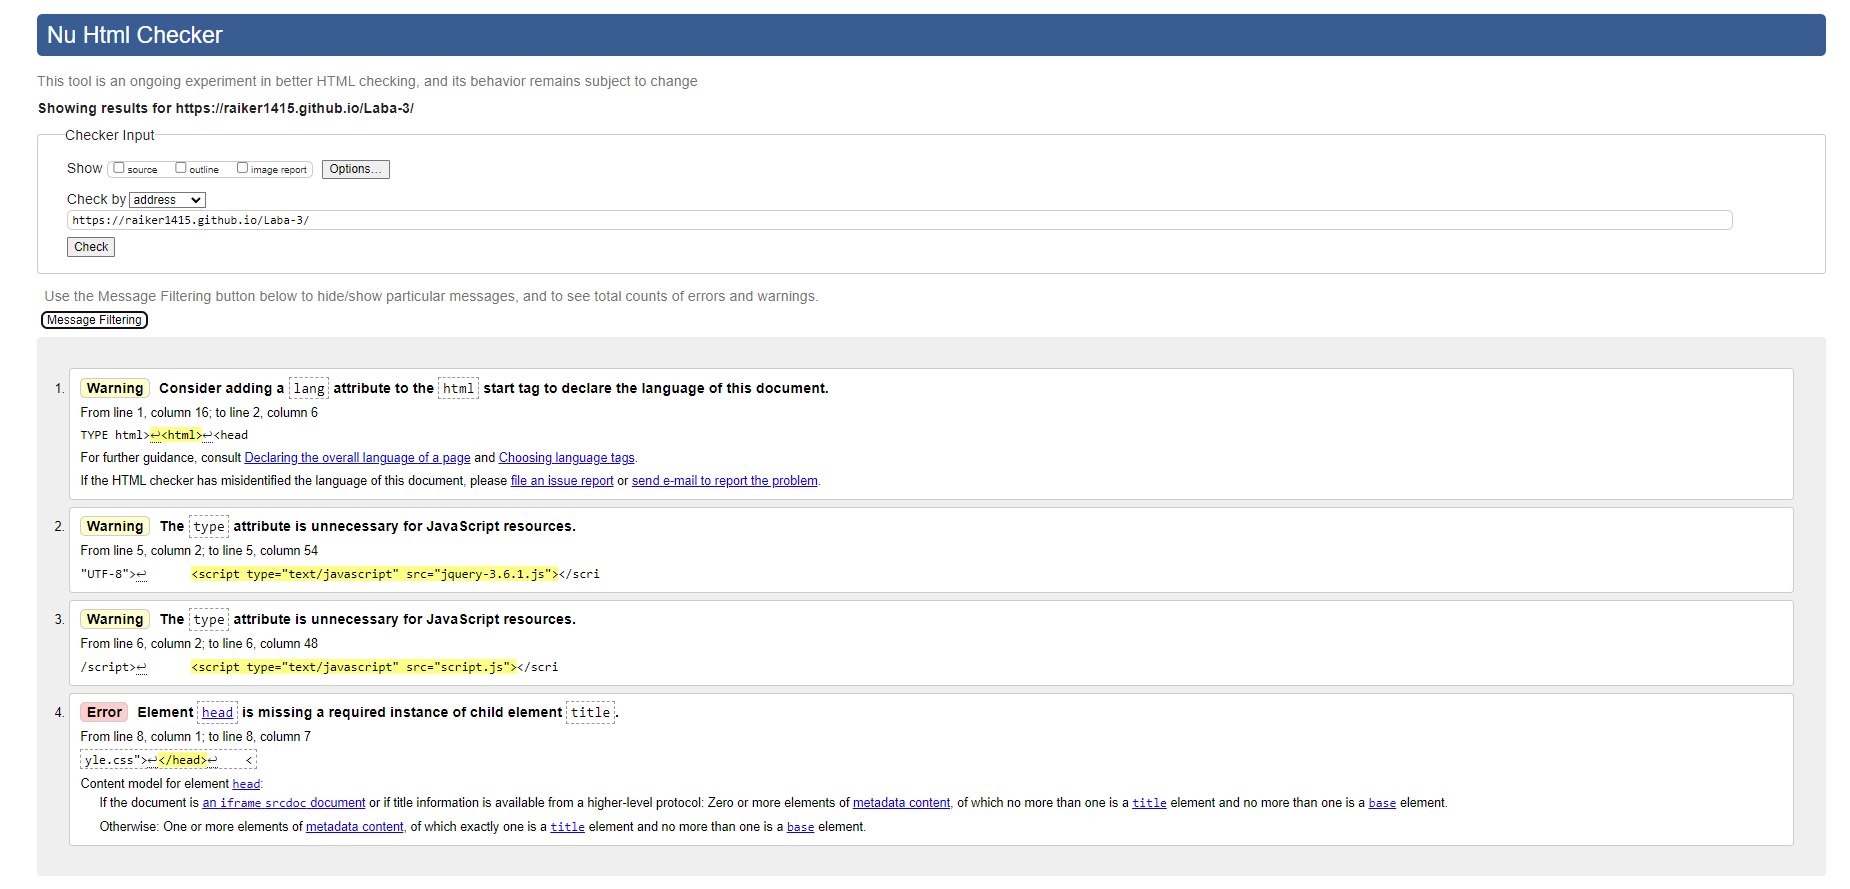 Nu Html Checker
This tool is an ongoing experiment in better HTML checking, and its behavior remains subject to change
Showing results for https://raiker1415.github.io/Laba-3/
Checker Input
Show source outline image report Options...
Check by address
https://raiker1415.github.io/Laba-3/
Check
Use the Message Filtering button below to hide/show particular messages, and to see total counts of errors and warnings.
Message Filtering
1. Warning Consider adding a lang attribute to the html start tag to declare the language of this document.
From line 1, column 16; to line 2, column 6
TYPE html>↩<html>↩<head
For further guidance, consult Declaring the overall language of a page and Choosing language tags.
If the HTML checker has misidentified the language of this document, please file an issue report or send e-mail to report the problem.
2. Warning The type attribute is unnecessary for JavaScript resources.
From line 5, column 2; to line 5, column 54
"UTF-8">↩ <script type="text/javascript" src="jquery-3.6.1.js"></scri
3. Warning The type attribute is unnecessary for JavaScript resources.
From line 6, column 2; to line 6, column 48
/script>↩ <script type="text/javascript" src="script.js"></scri
4. Error Element head is missing a required instance of child element title.
From line 8, column 1; to line 8, column 7
yle.css">↩</head>↩ <
Content model for element head:
If the document is an iframe srcdoc document or if title information is available from a higher-level protocol: Zero or more elements of metadata content, of which no more than one is a title element and no more than one is a base element.
Otherwise: One or more elements of metadata content, of which exactly one is a title element and no more than one is a base element.